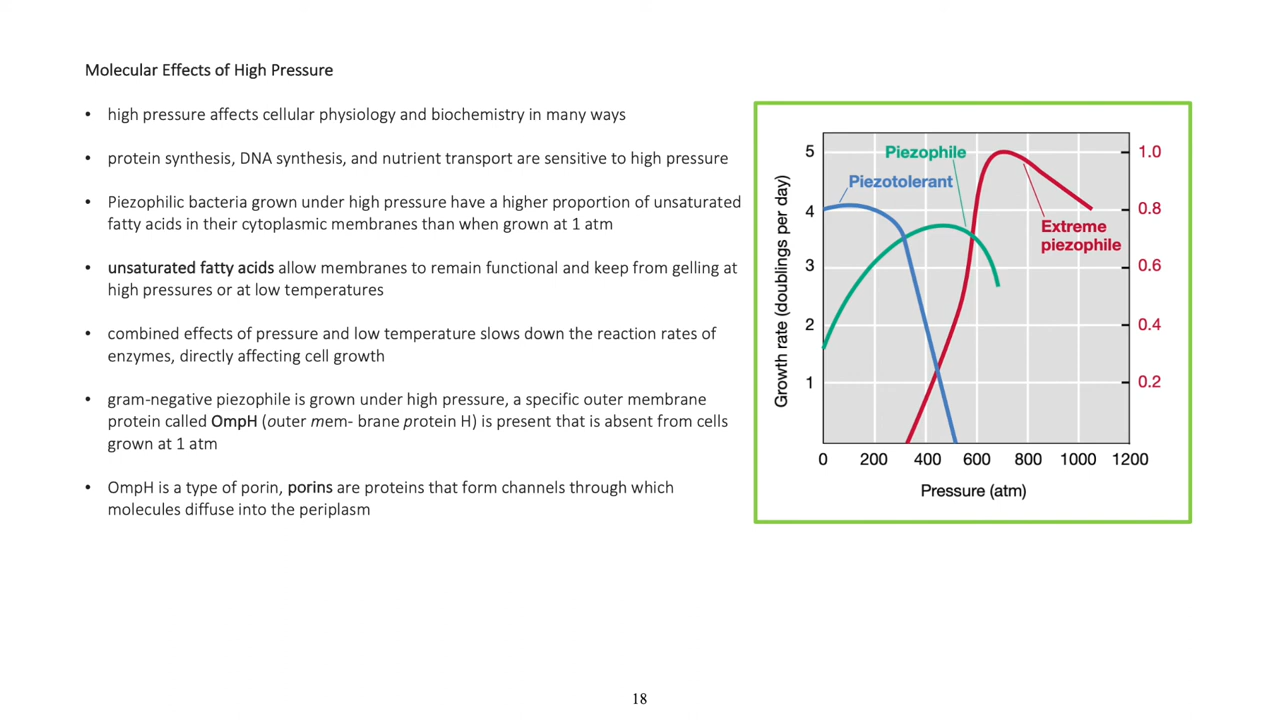 Molecular Effects of High Pressure
• high pressure affects cellular physiology and biochemistry in many ways
• protein synthesis, DNA synthesis, and nutrient transport are sensitive to high pressure
• Piezophilic bacteria grown under high pressure have a higher proportion of unsaturated
fatty acids in their cytoplasmic membranes than when grown at 1 atm
• unsaturated fatty acids allow membranes to remain functional and keep from gelling at
high pressures or at low temperatures
• combined effects of pressure and low temperature slows down the reaction rates of
enzymes, directly affecting cell growth
• gram-negative piezophile is grown under high pressure, a specific outer membrane
protein called OmpH (outer mem- brane protein H) is present that is absent from cells
grown at 1 atm
• OmpH is a type of porin, porins are proteins that form channels through which
molecules diffuse into the periplasm
Growth rate (doublings per day)
5
4
3
2
1
Piezophile
Piezotolerant
Extreme
piezophile
1.0
0.8
0.6
0.4
0.2
0 200 400 600 800 1000 1200
Pressure (atm)
18